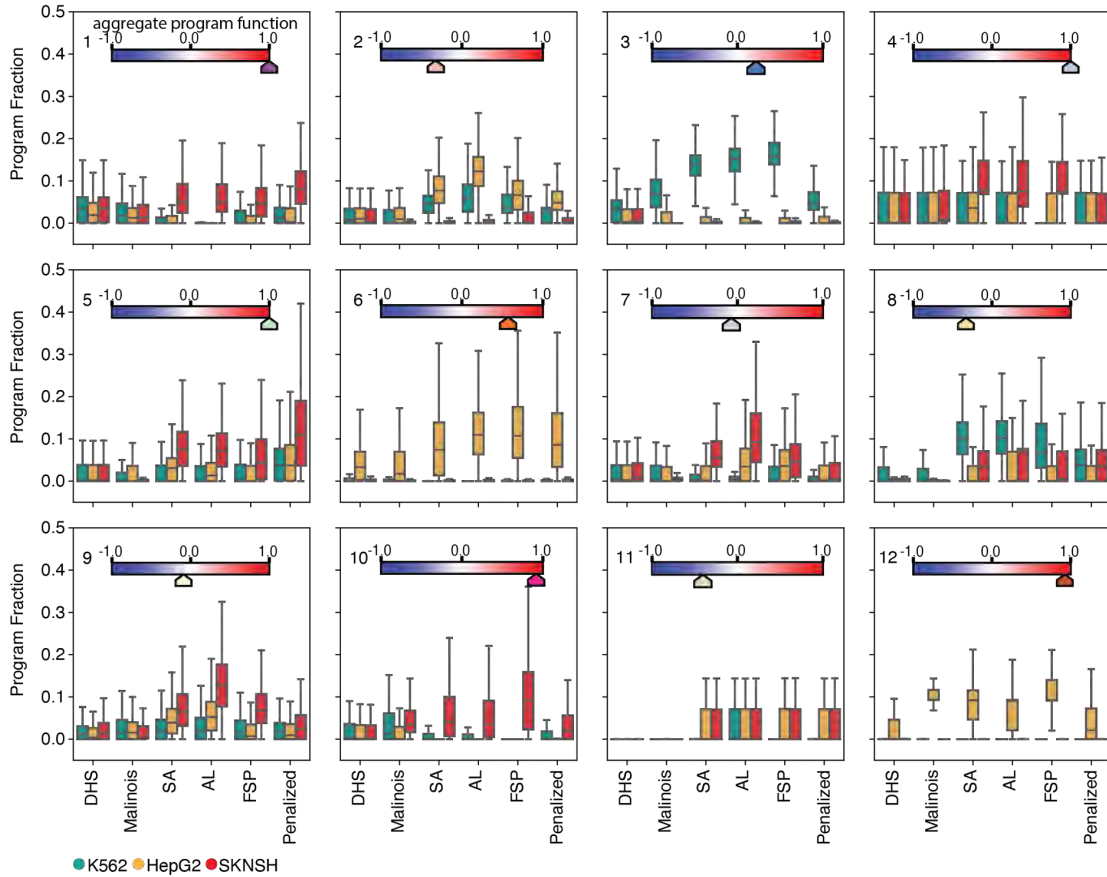 aggregate program function
Program Fraction
0.5
0.4
0.3
0.2
0.1
0.0
1
-1.0
0.0
1.0
2
-1.0
0.0
1.0
3
-1.0
0.0
1.0
4
-1.0
0.0
1.0
Program Fraction
0.5
0.4
0.3
0.2
0.1
0.0
5
-1.0
0.0
1.0
6
-1.0
0.0
1.0
7
-1.0
0.0
1.0
8
-1.0
0.0
1.0
Program Fraction
0.5
0.4
0.3
0.2
0.1
0.0
9
-1.0
0.0
1.0
10
-1.0
0.0
1.0
11
-1.0
0.0
1.0
12
-1.0
0.0
1.0
DHS
Malinois
SA
AL
FSP
Penalized
DHS
Malinois
SA
AL
FSP
Penalized
DHS
Malinois
SA
AL
FSP
Penalized
DHS
Malinois
SA
AL
FSP
Penalized
K562 HepG2 SKNSH